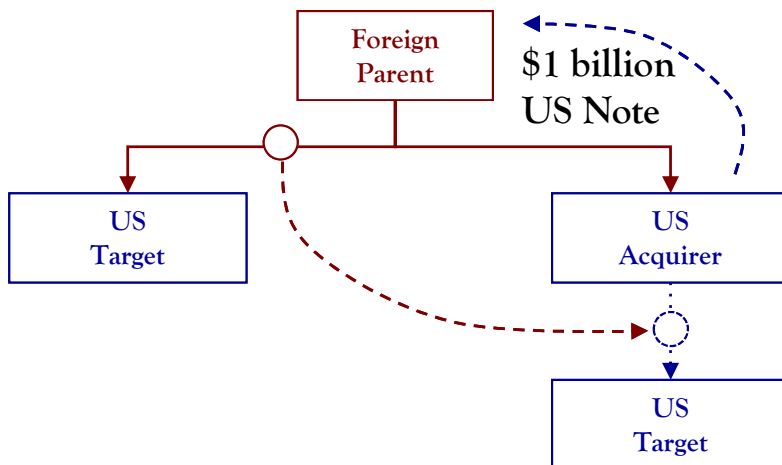 Foreign
Parent
$1 billion
US Note
US
Target
US
Acquirer
US
Target